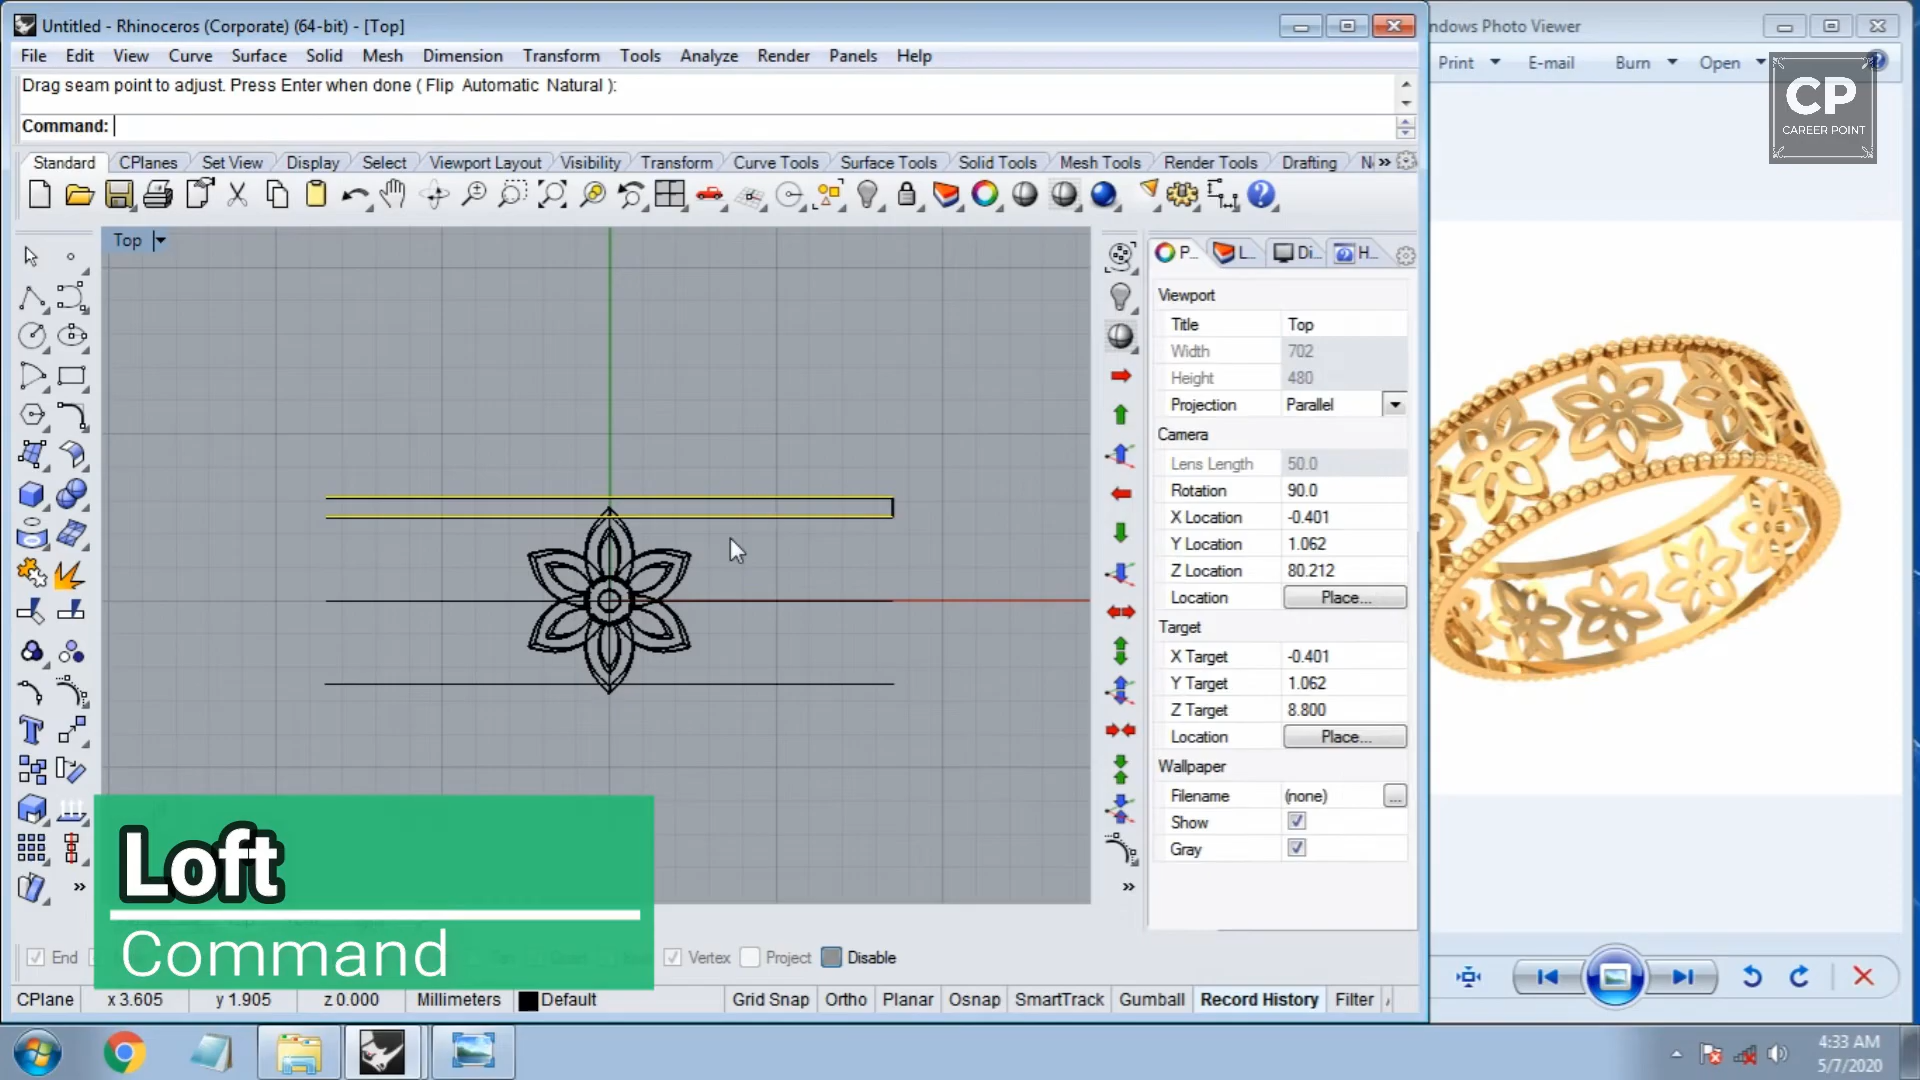 Untitled - Rhinoceros (Corporate) (64-bit) - [Top]
ndows Photo Viewer
File Edit View Curve Surface Solid Mesh Dimension Transform Tools Analyze Render Panels Help
Print E-mail Burn Open
CP
CAREER POINT
Drag seam point to adjust. Press Enter when done ( Flip Automatic Natural ):
Command:
Standard CPlanes Set View Display Select Viewport Layout Visibility Transform Curve Tools Surface Tools Solid Tools Mesh Tools Render Tools Drafting
Top
P... L... Di... H...
Viewport
Title Top
Width 702
Height 480
Projection Parallel
Camera
Lens Length 50.0
Rotation 90.0
X Location -0.401
Y Location 1.062
Z Location 80.212
Location Place...
Target
X Target -0.401
Y Target 1.062
Z Target 8.800
Location Place...
Wallpaper
Filename (none) ...
Show
Gray
Loft
Command
End Vertex Project Disable
CPlane x 3.605 y 1.905 z 0.000 Millimeters Default Grid Snap Ortho Planar Osnap SmartTrack Gumball Record History Filter
4:33 AM
5/7/2020